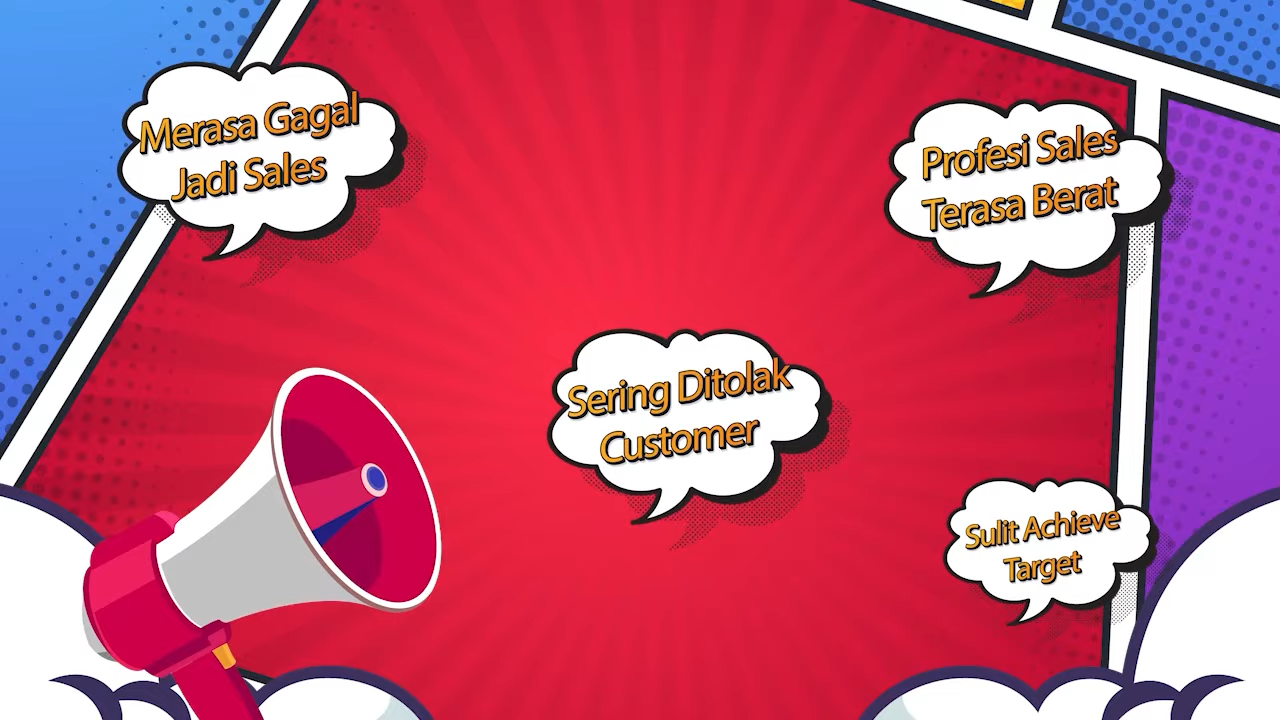 Merasa Gagal
Jadi Sales
Profesi Sales
Terasa Berat
Sering Ditolak
Customer
Sulit Achieve
Target